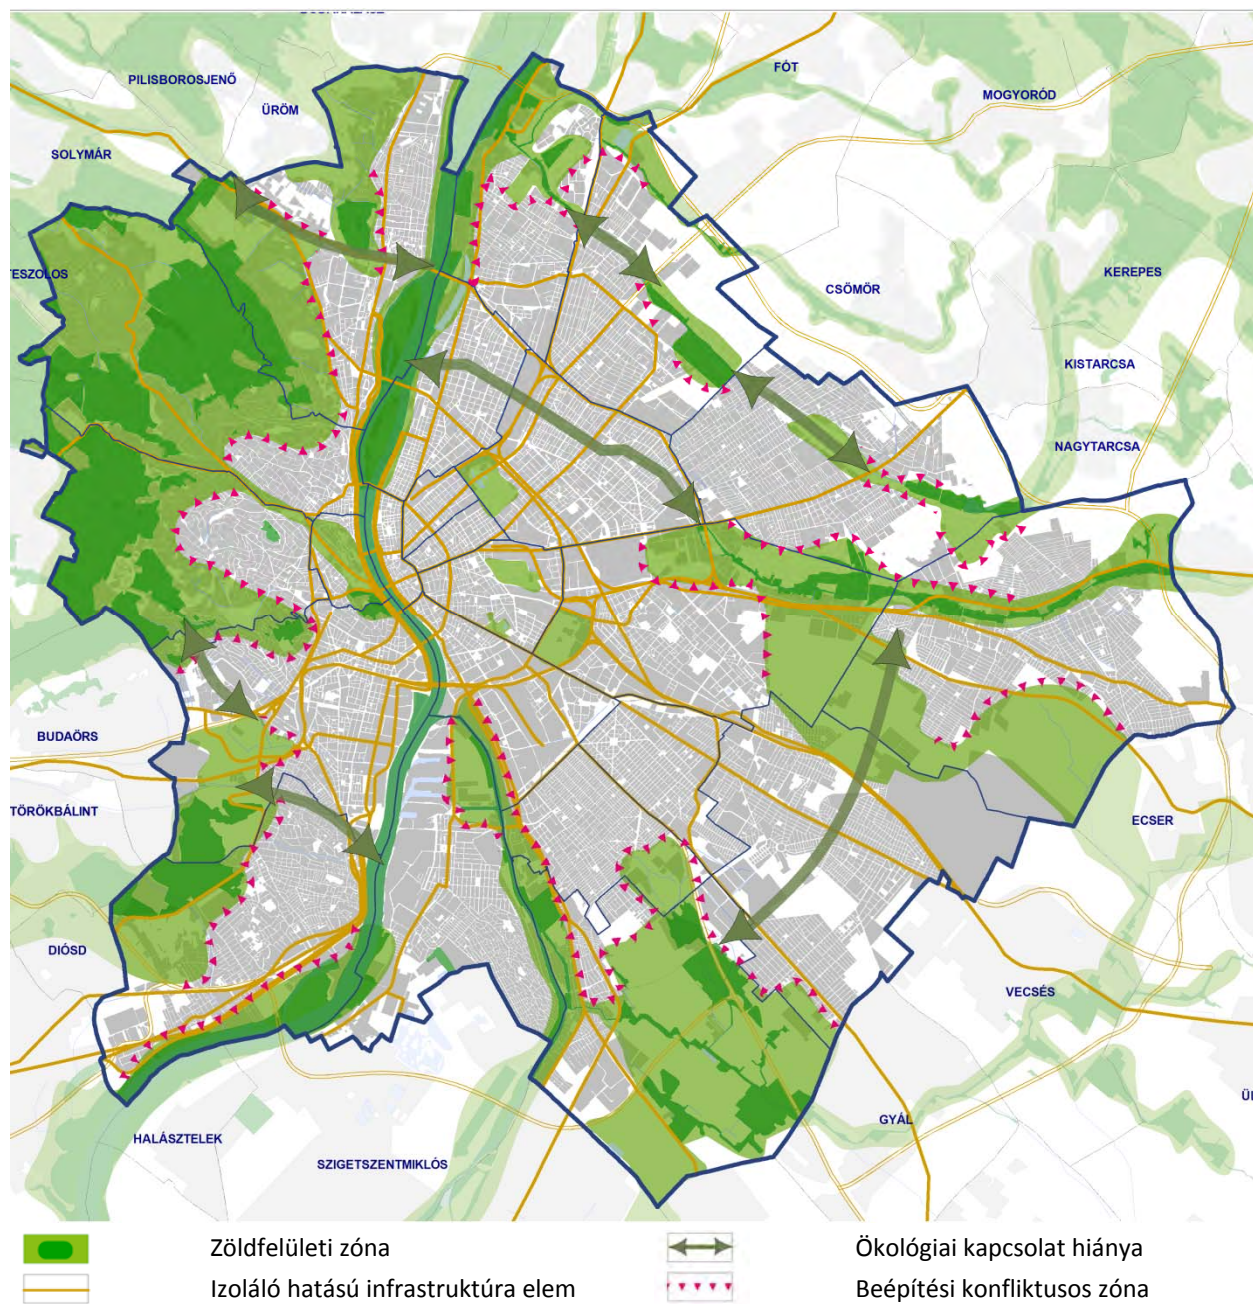 PILISBOROSJENŐ
ÜRÖM
FÓT
MOGYORÓD
SOLYMÁR
TESZOLOS
KEREPES
CSÖMÖR
KISTARCSA
NAGYTARCSA
BUDAÖRS
TÖRÖKBÁLINT
ECSER
DIÓSD
VECSÉS
GYÁL
HALÁSZTELEK
SZIGETSZENTMIKLÓS
Zöldfelületi zóna
Ökológiai kapcsolat hiánya
Izoláló hatású infrastruktúra elem
Beépítési konfliktusos zóna